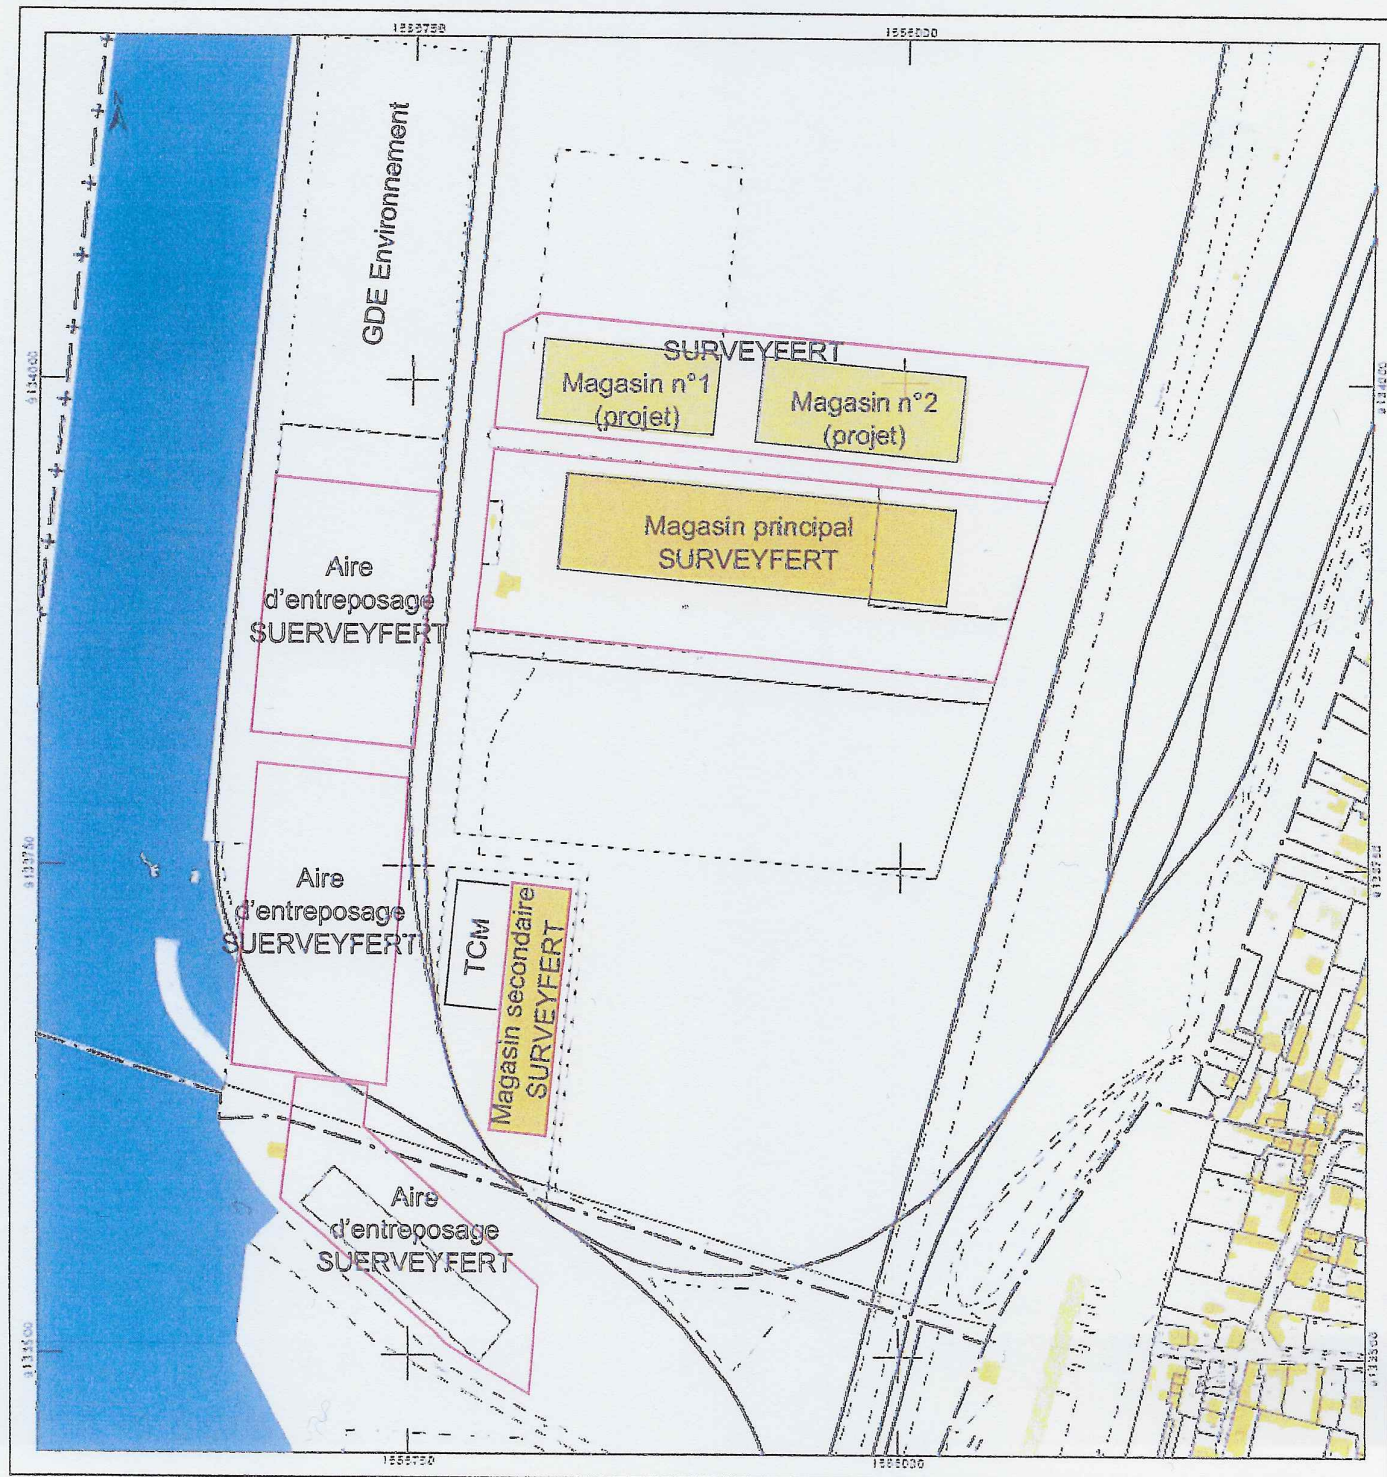 1556000
GDE Environnement
SURVEYFERT
Magasin n°1
(projet)
Magasin n°2
(projet)
Magasin principal
SURVEYFERT
Aire
d'entreposage
SUERVEYFERT
Aire
d'entreposage
SUERVEYFERT
TCM
Magasin secondaire
SURVEYFERT
Aire
d'entreposage
SUERVEYFERT